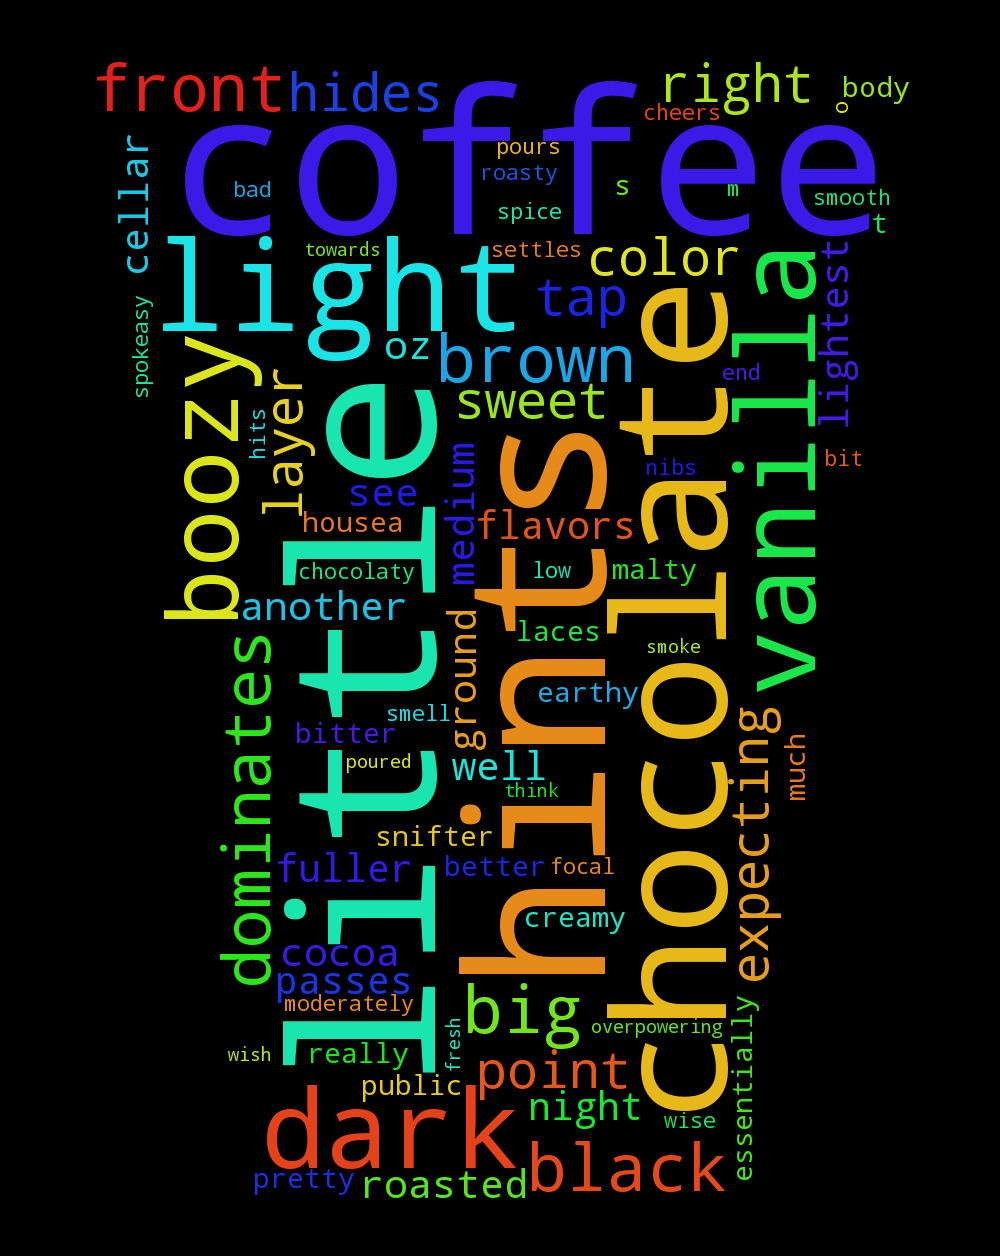 front
hides
right
body
o
cheers
coffee
pours
roasty
spice
s
m
bad
smooth
t
cellar
light
towards
settles
color
tap
oz
brown
sweet
vanilla
lightest
spokeasy
end
bit
boozy
hits
layer
little
see
housea
medium
flavors
nibs
chocolate
hints
chocolaty
low
malty
another
laces
ground
smoke
earthy
dominates
smell
bitter
poured
well
think
expecting
much
snifter
fuller
better
focal
creamy
cocoa
passes
moderately
big
overpowering
fresh
wish
really
essentially
public
point
night
wise
dark
black
pretty
roasted